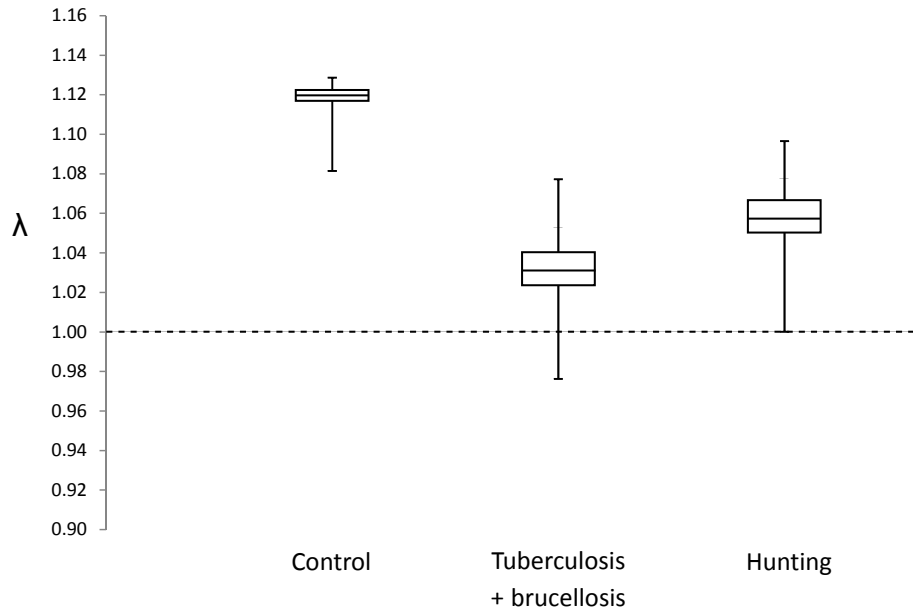 1.16
1.14
1.12
1.10
1.08
1.06
1.04
1.02
1.00
0.98
0.96
0.94
0.92
0.90
λ
Control
Tuberculosis
+ brucellosis
Hunting